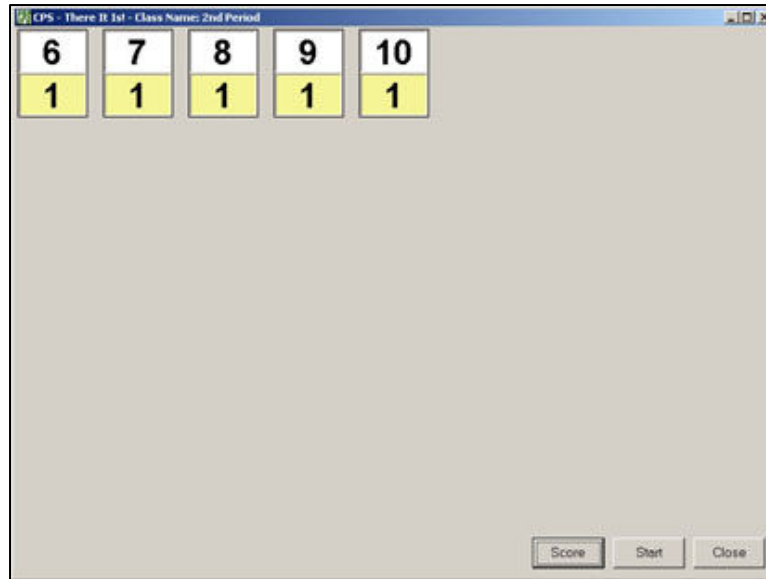 CPS - There It Is! - Class Name: 2nd Period
6 7 8 9 10
1 1 1 1 1
Score Start Close